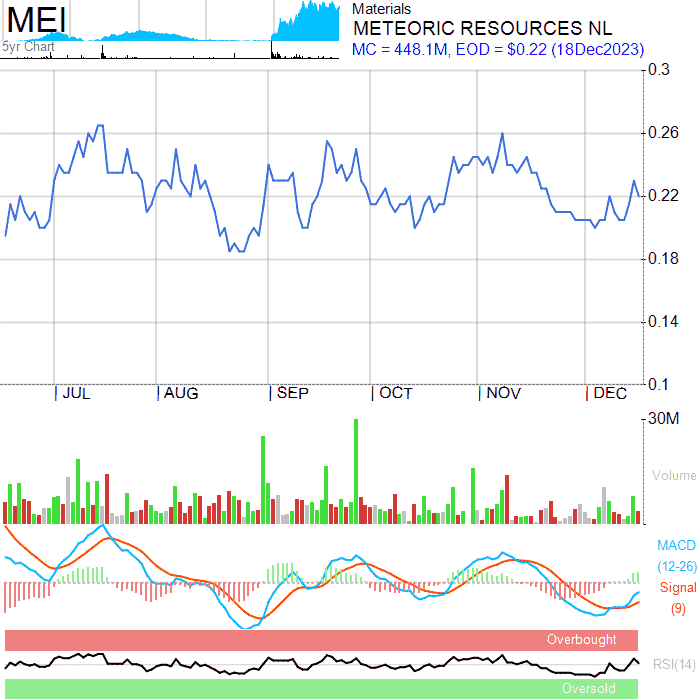 MEI
5yr Chart
Materials
METEORIC RESOURCES NL
MC = 448.1M, EOD = $0.22 (18Dec2023)
0.3
0.26
0.22
0.18
0.14
0.1
| JUL | AUG | SEP | OCT | NOV | DEC
30M
Volume
MACD
(12-26)
Signal
(9)
Overbought
RSI(14)
Oversold